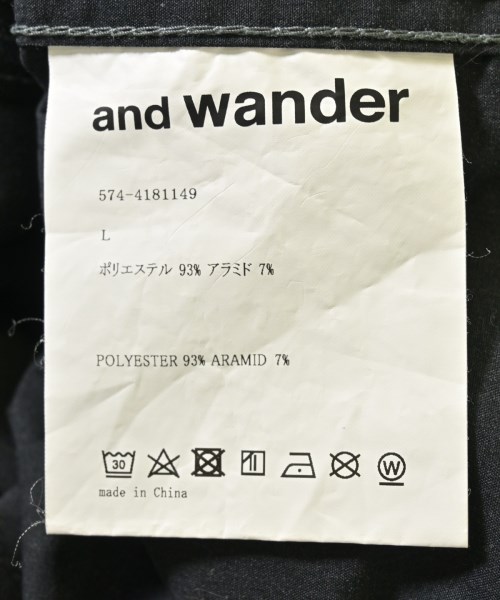 and wander
574-4181149
L
ポリエステル 93% アラミド 7%
POLYESTER 93% ARAMID 7%
30
W
made in China